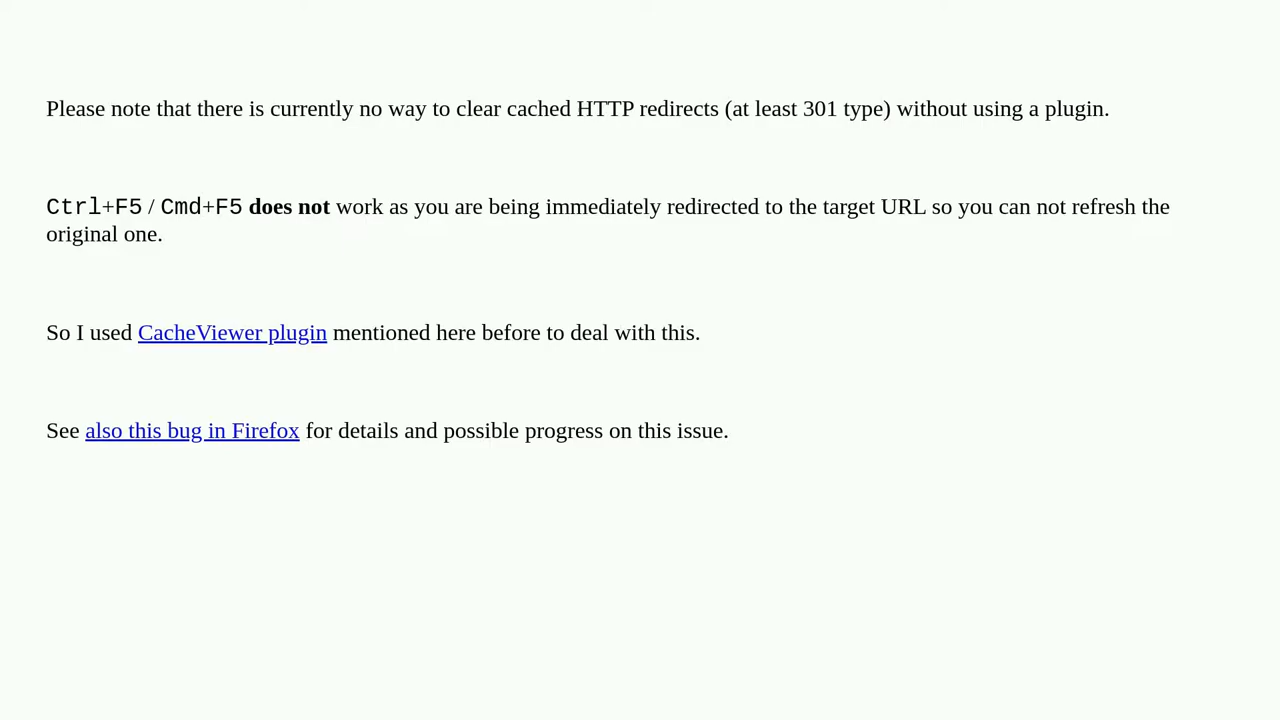 Please note that there is currently no way to clear cached HTTP redirects (at least 301 type) without using a plugin.
Ctrl+F5 / Cmd+F5 does not work as you are being immediately redirected to the target URL so you can not refresh the
original one.
So I used CacheViewer plugin mentioned here before to deal with this.
See also this bug in Firefox for details and possible progress on this issue.